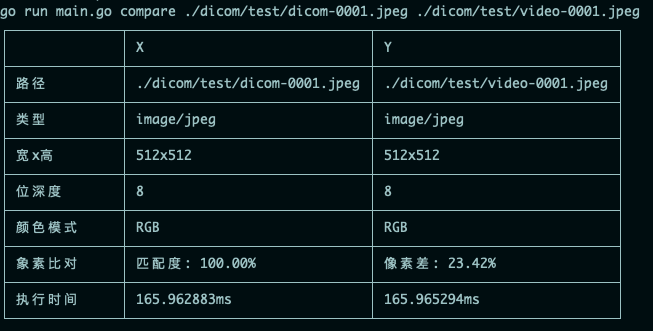 go run main.go compare ./dicom/test/dicom-0001.jpeg ./dicom/test/video-0001.jpeg
X Y
路径 ./dicom/test/dicom-0001.jpeg ./dicom/test/video-0001.jpeg
类型 image/jpeg image/jpeg
宽x高 512x512 512x512
位深度 8 8
颜色模式 RGB RGB
象素比对 匹配度: 100.00% 像素差: 23.42%
执行时间 165.962883ms 165.965294ms